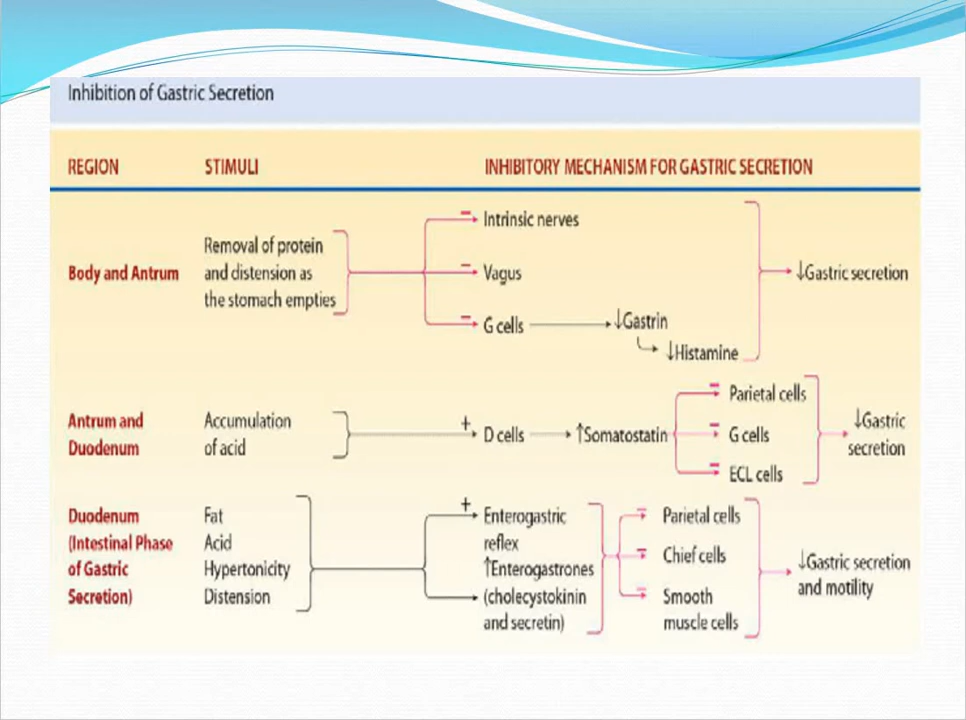 Inhibition of Gastric Secretion
REGION STIMULI INHIBITORY MECHANISM FOR GASTRIC SECRETION
Body and Antrum
Removal of protein
and distension as
the stomach empties
− Intrinsic nerves
− Vagus
− G cells
↓Gastrin
↓Histamine
↓Gastric secretion
Antrum and
Duodenum
Accumulation
of acid
+ D cells
↑Somatostatin
− Parietal cells
− G cells
− ECL cells
↓Gastric
secretion
Duodenum
(Intestinal Phase
of Gastric
Secretion)
Fat
Acid
Hypertonicity
Distension
+ Enterogastric
reflex
↑Enterogastrones
(cholecystokinin
and secretin)
− Parietal cells
− Chief cells
− Smooth
muscle cells
↓Gastric secretion
and motility